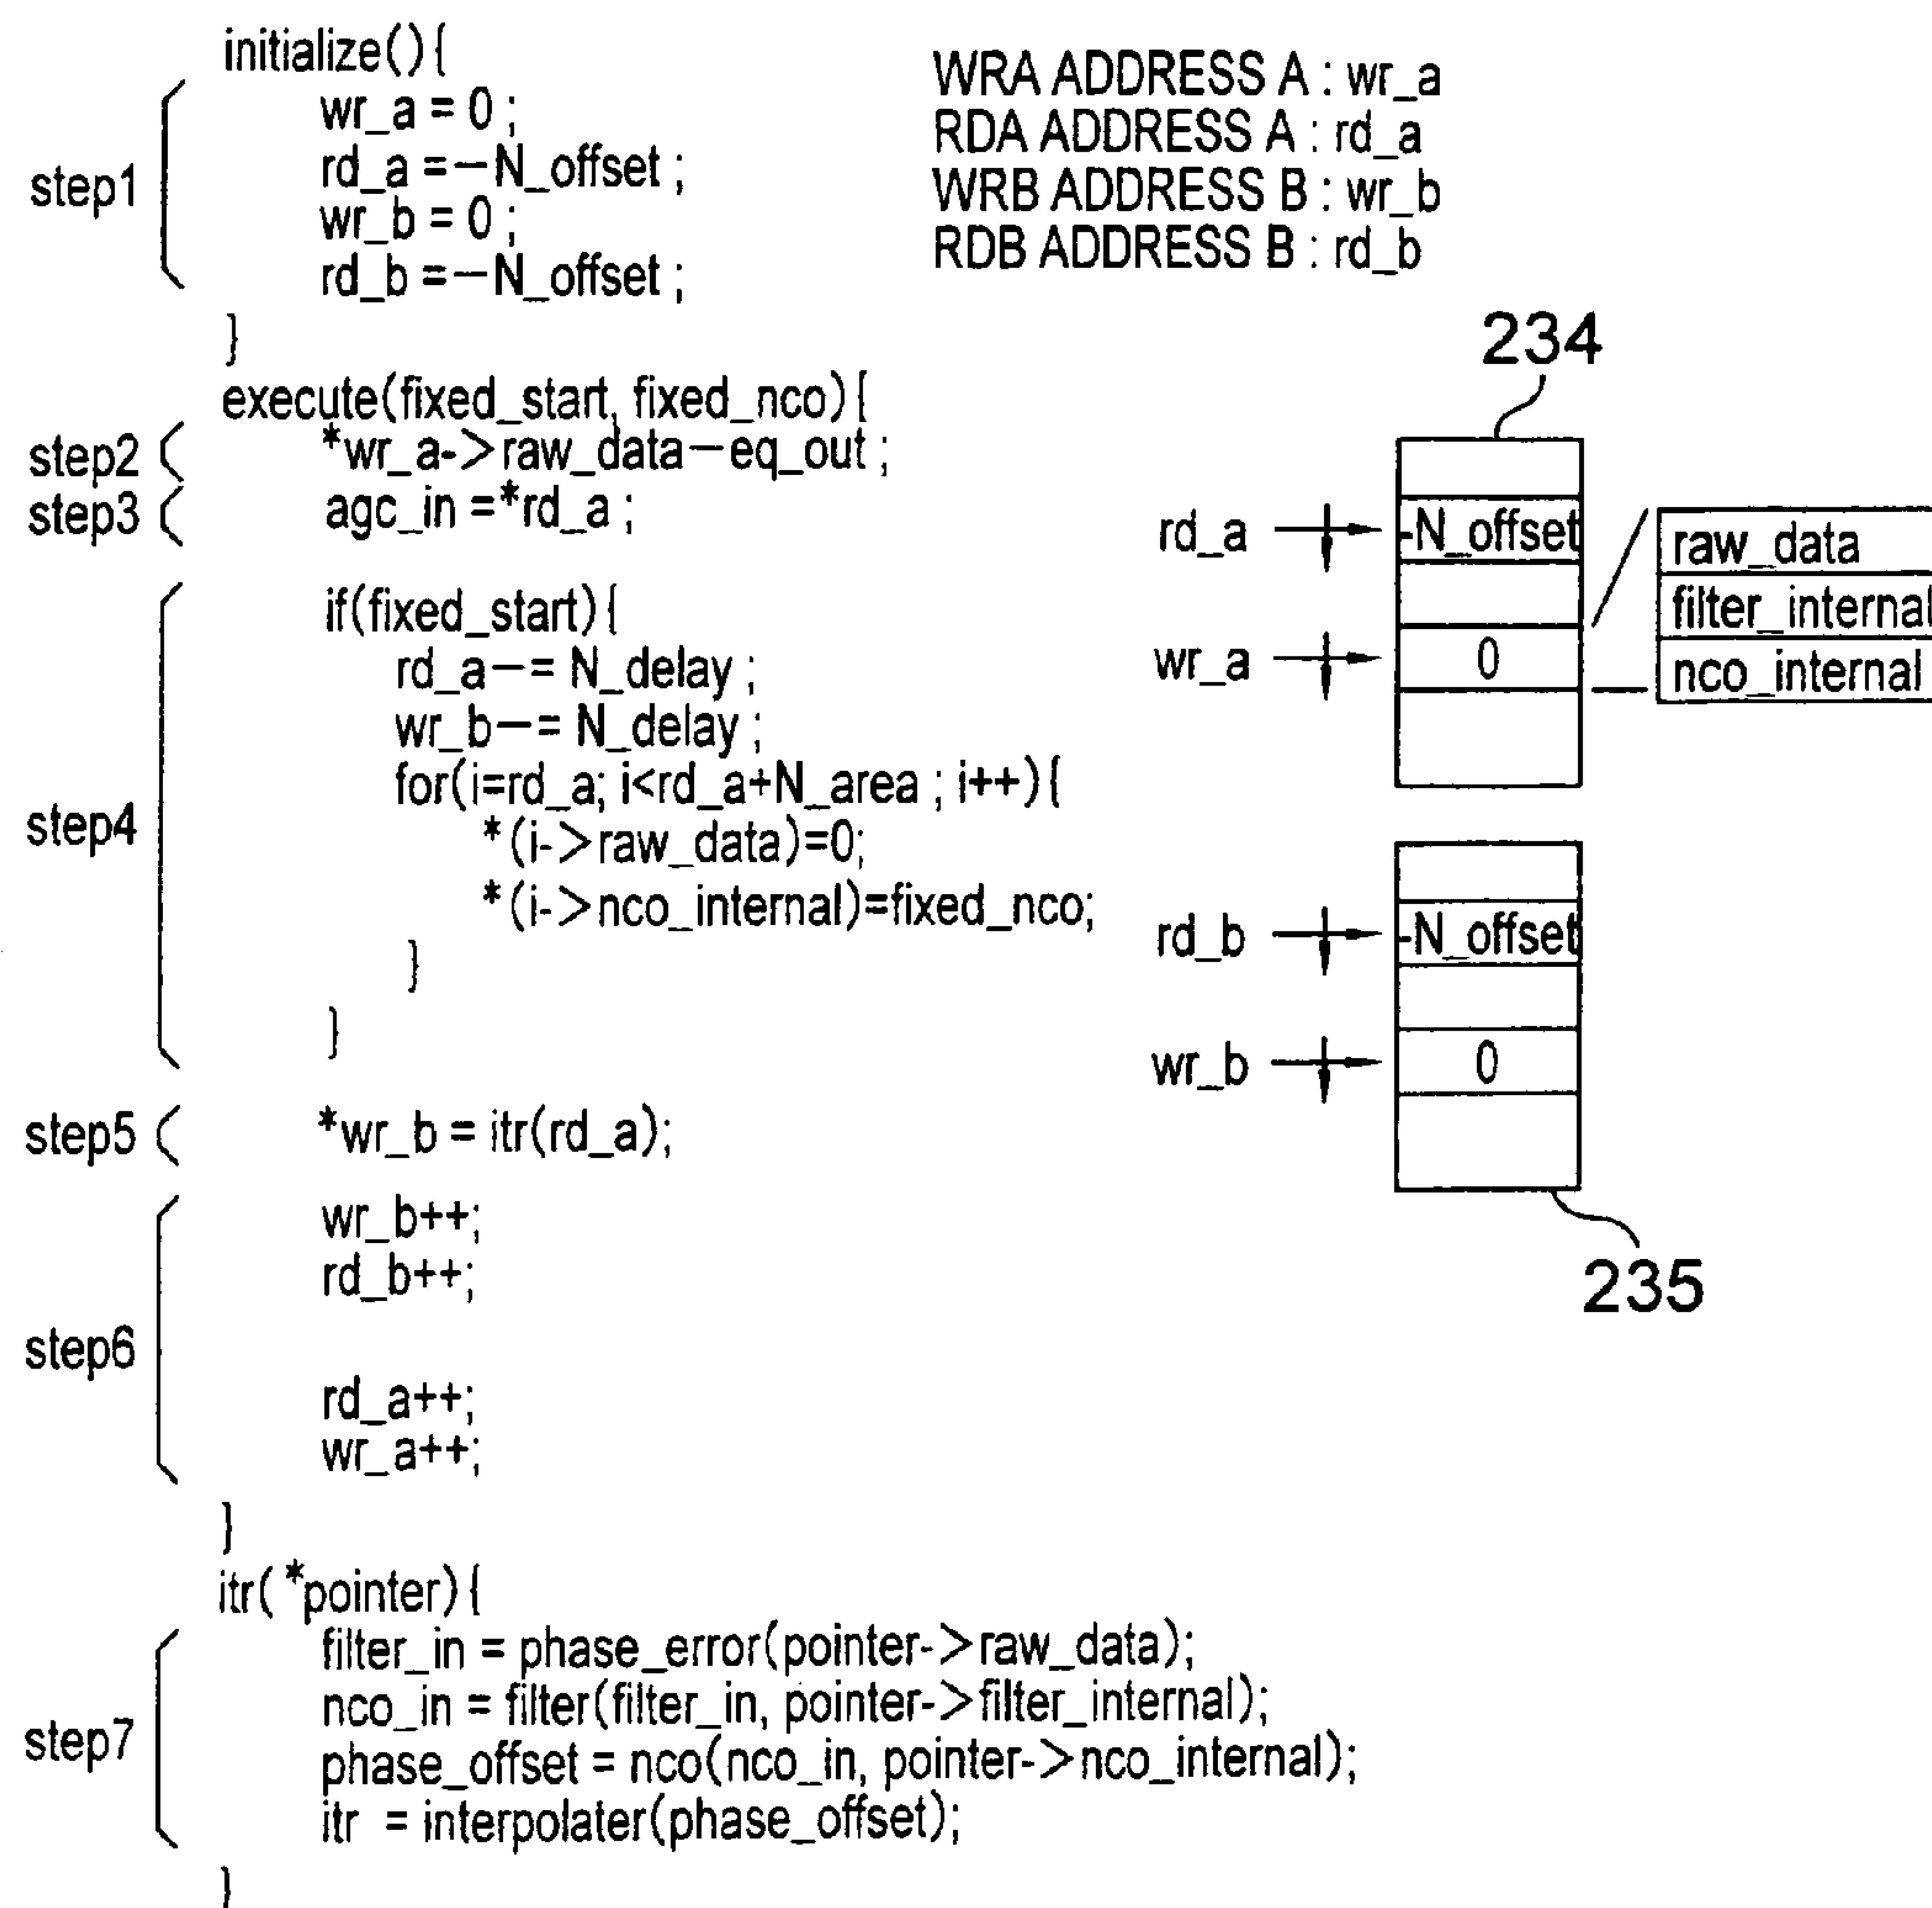 initialize(){
step1
wr_a = 0 ;
rd_a =−N_offset ;
wr_b = 0 ;
rd_b =−N_offset ;
}
WRA ADDRESS A : wr_a
RDA ADDRESS A : rd_a
WRB ADDRESS B : wr_b
RDB ADDRESS B : rd_b
execute(fixed_start, fixed_nco){
step2 *wr_a->raw_data−eq_out ;
step3 agc_in =*rd_a ;
step4
if(fixed_start){
rd_a−= N_delay ;
wr_b−= N_delay ;
for(i=rd_a; i<rd_a+N_area ; i++){
*(i->raw_data)=0;
*(i->nco_internal)=fixed_nco;
}
}
step5 *wr_b = itr(rd_a);
step6
wr_b++;
rd_b++;
rd_a++;
wr_a++;
}
itr( *pointer){
step7
filter_in = phase_error(pointer->raw_data);
nco_in = filter(filter_in, pointer->filter_internal);
phase_offset = nco(nco_in, pointer->nco_internal);
itr = interpolater(phase_offset);
}
234
rd_a -N_offset
wr_a 0
raw_data
filter_internal
nco_internal
rd_b -N_offset
wr_b 0
235